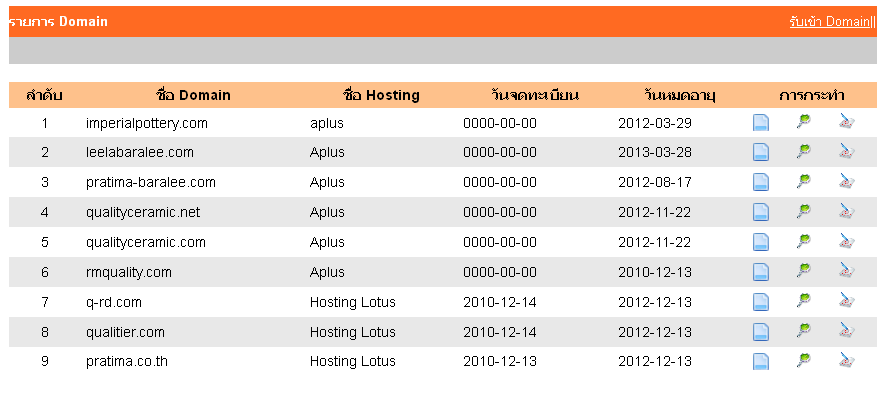 รายการ Domain รับเข้า Domain||
ลำดับ ชื่อ Domain ชื่อ Hosting วันจดทะเบียน วันหมดอายุ การกระทำ
1 imperialpottery.com aplus 0000-00-00 2012-03-29
2 leelabaralee.com Aplus 0000-00-00 2013-03-28
3 pratima-baralee.com Aplus 0000-00-00 2012-08-17
4 qualityceramic.net Aplus 0000-00-00 2012-11-22
5 qualityceramic.com Aplus 0000-00-00 2012-11-22
6 rmquality.com Aplus 0000-00-00 2010-12-13
7 q-rd.com Hosting Lotus 2010-12-14 2012-12-13
8 qualitier.com Hosting Lotus 2010-12-14 2012-12-13
9 pratima.co.th Hosting Lotus 2010-12-13 2012-12-13